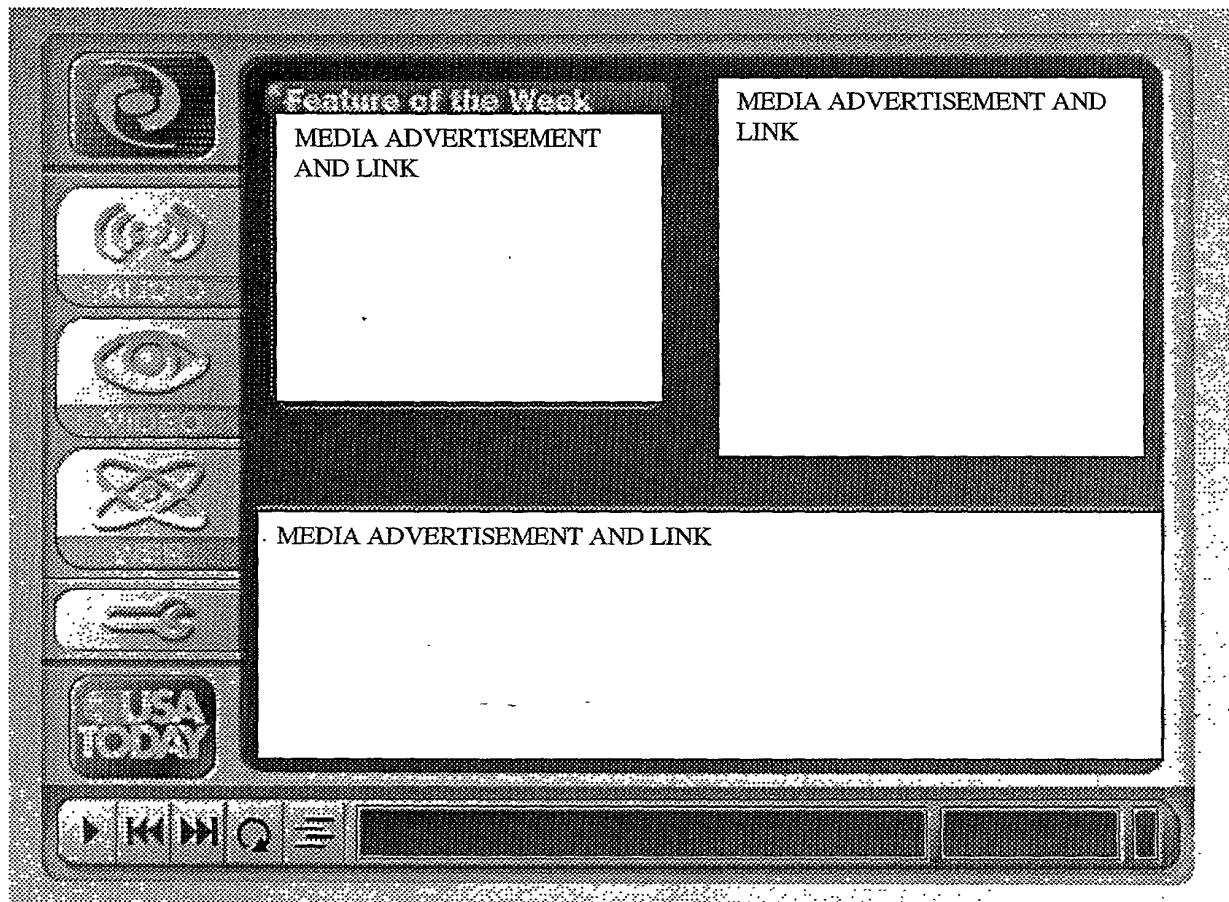 *Feature of the Week
MEDIA ADVERTISEMENT
AND LINK
MEDIA ADVERTISEMENT AND
LINK
MEDIA ADVERTISEMENT AND LINK
USA
TODAY